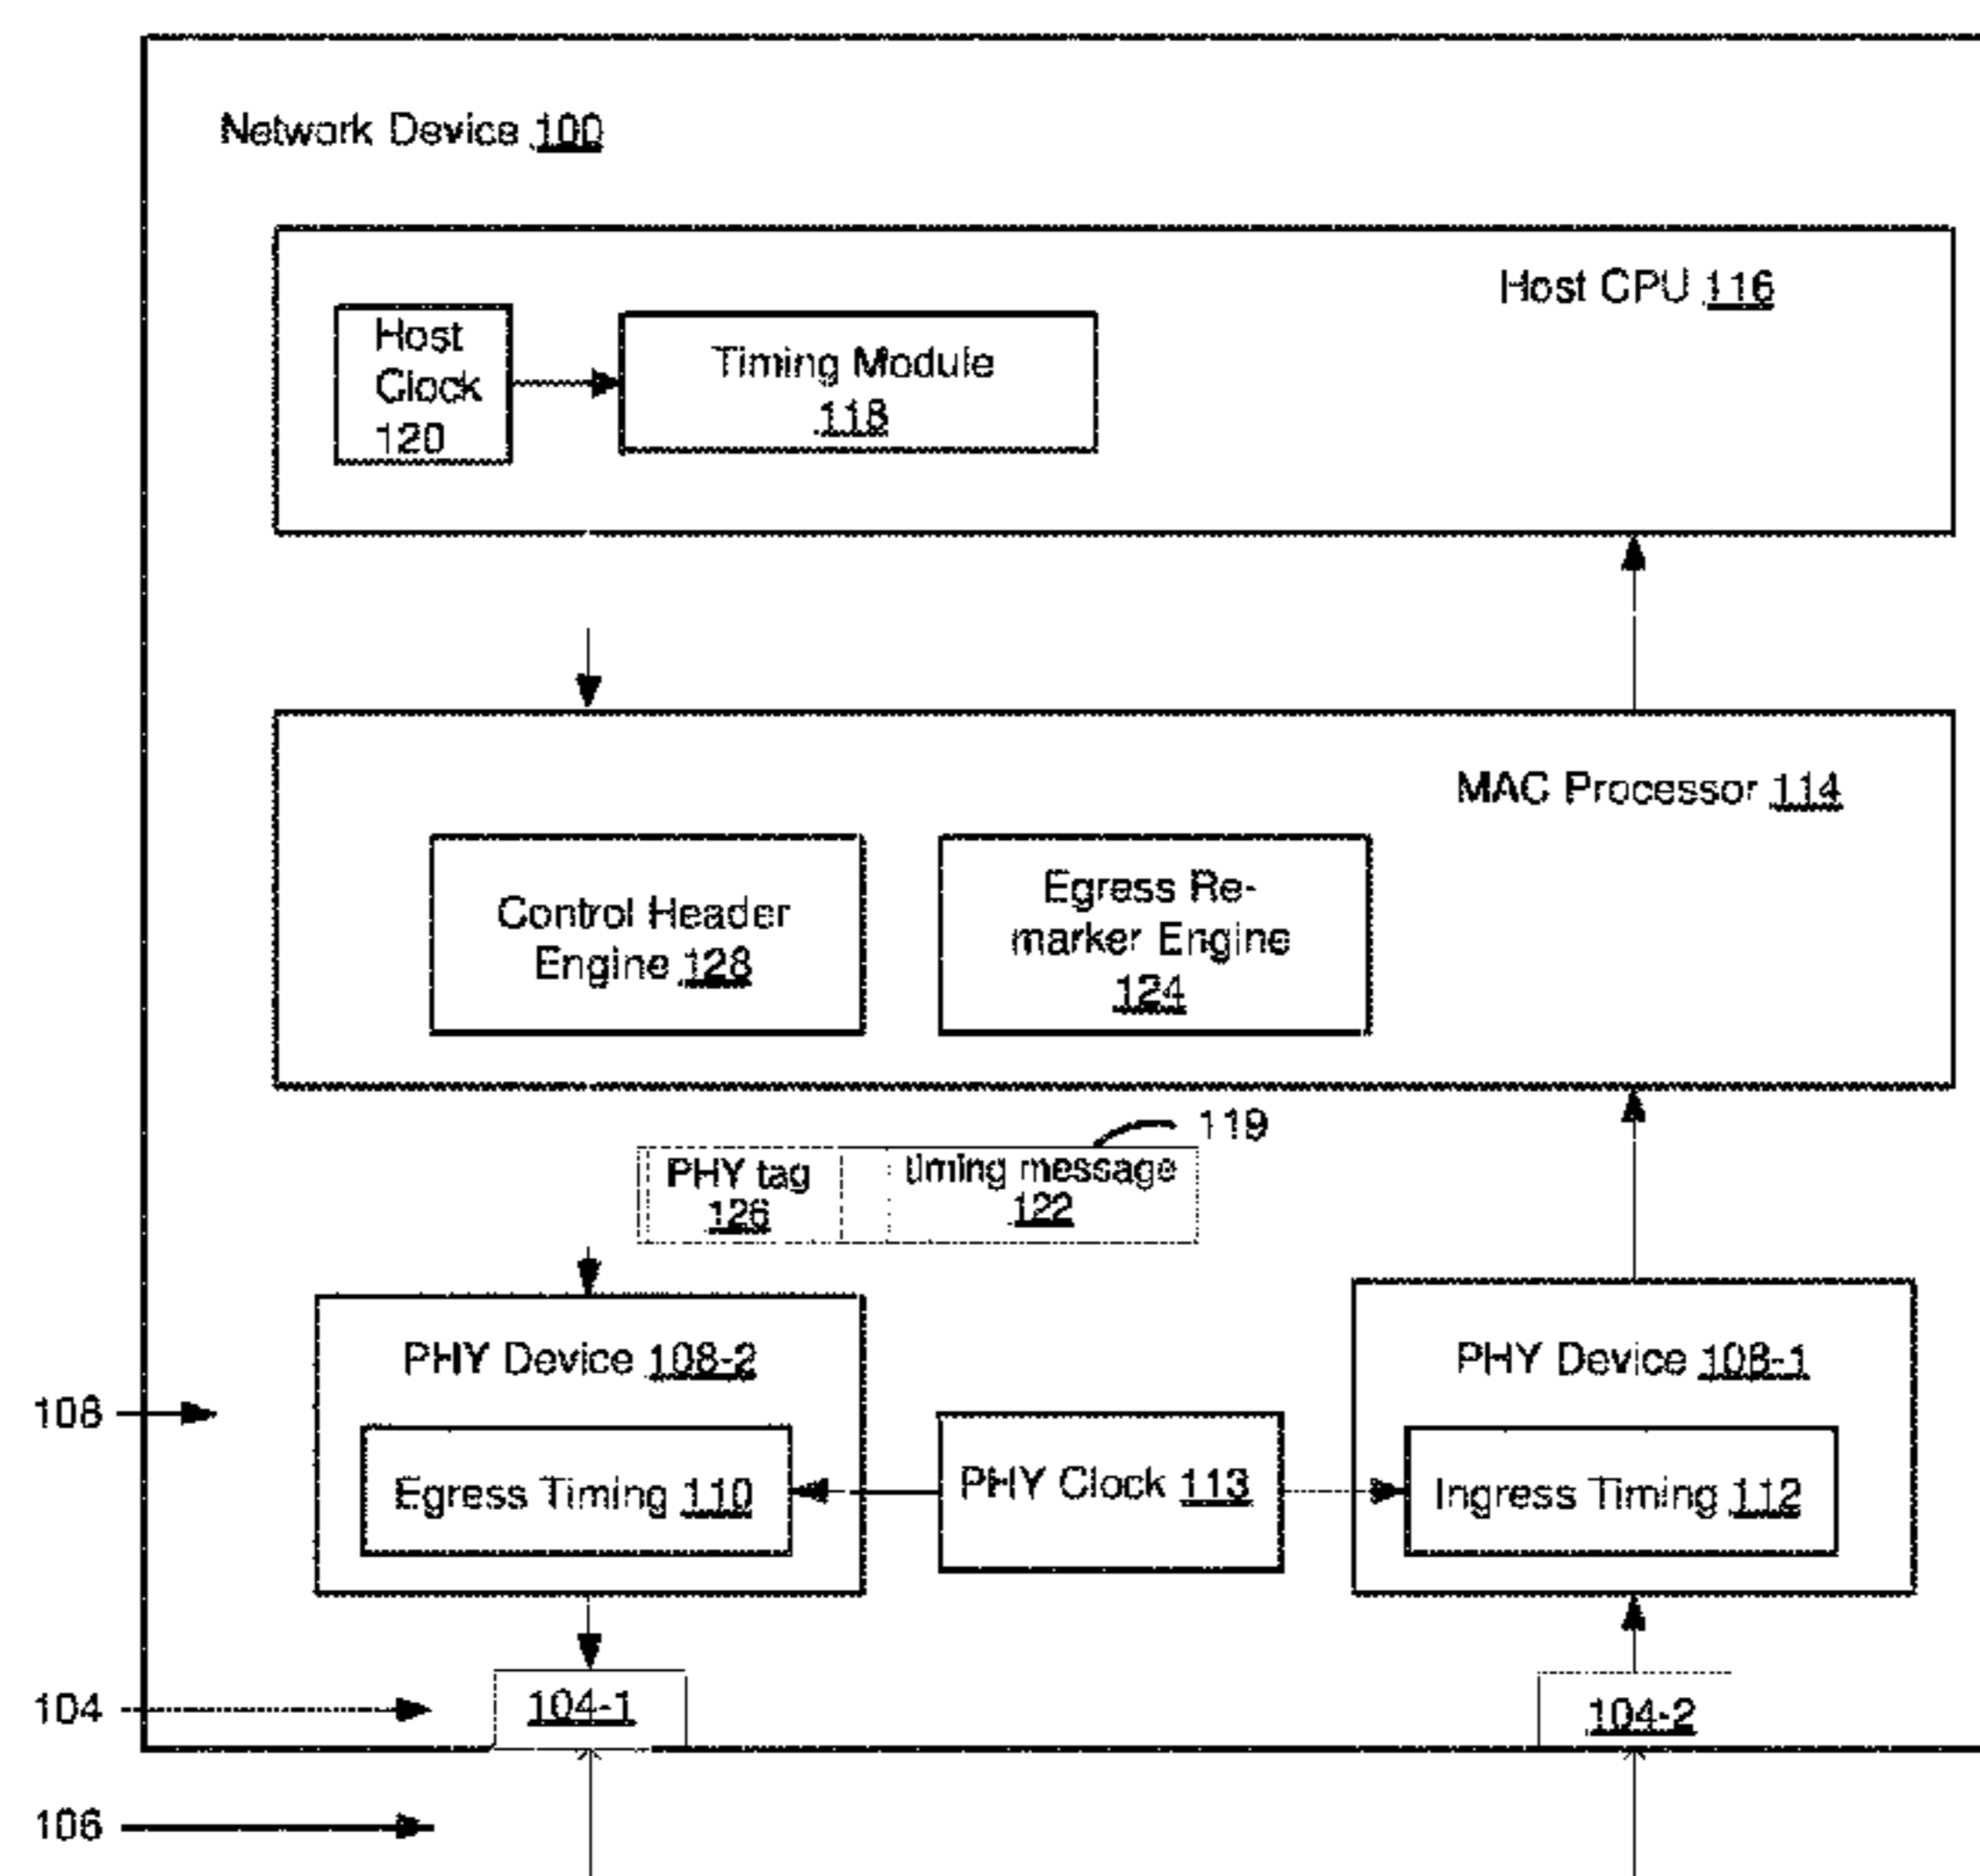 Network Device 100
Host CPU 116
Host
Clock
120
Timing Module
118
MAC Processor 114
Control Header
Engine 128
Egress Re-
marker Engine
124
119
PHY tag
126
timing message
122
PHY Device 108-2
PHY Device 108-1
108
Egress Timing 110
PHY Clock 113
Ingress Timing 112
104
104-1
104-2
106